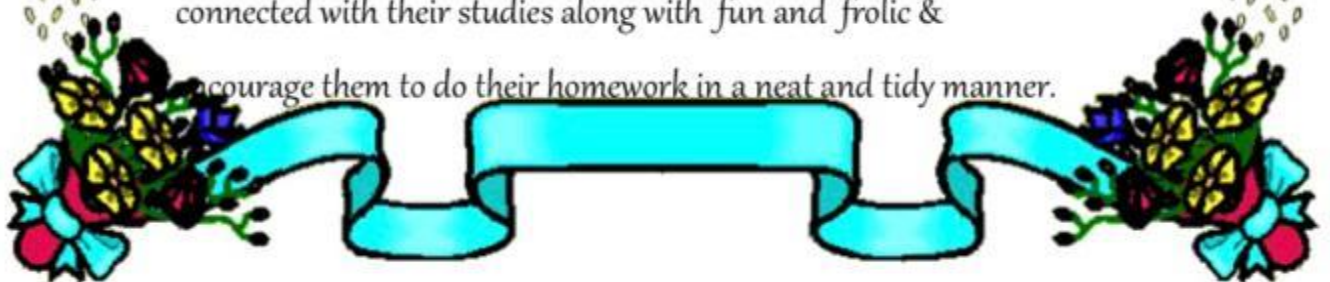 connected with their studies along with fun and frolic &
encourage them to do their homework in a neat and tidy manner.